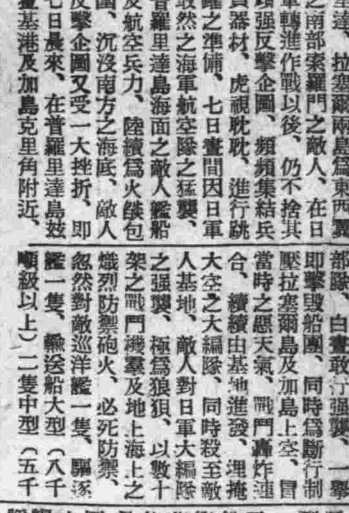 里達、拉塞爾兩島爲東西翼
之南部索羅門之敵人、在日
軍轉進作戰以後、仍不捨其
頑强反擊企圖、頻頻集結兵
員器材、虎視耽耽、進行跳
躍之準備、七日晝間因日軍
敢然之海軍航空隊之猛襲、
普羅里達島海面之敵人艦船
及航空兵力、陸續爲火燄包
圍、沉沒南方之海底、敵人
反擊企圖又受一大挫折、即
七日晨來、在普羅里達島玆
基港及加島克里角附近、
部隊、白晝敢行强襲、一舉
即擊毀船團、同時爲斷行制
壓拉塞爾島及加島上空、冒
當時之惡天氣、戰鬥轟炸連
合、續續由基地進發、埋掩
大空之大編隊、同時殺至敵
人基地、敵人對日軍大編隊
之强襲、極爲狼狽、以數十
架之戰鬥機羣及地上海上之
熾烈防禦砲火、必死防禦、
忽然對敵巡洋艦一隻、驅逐
艦一隻、輸送船大型（八千
噸級以上）二隻中型（五千